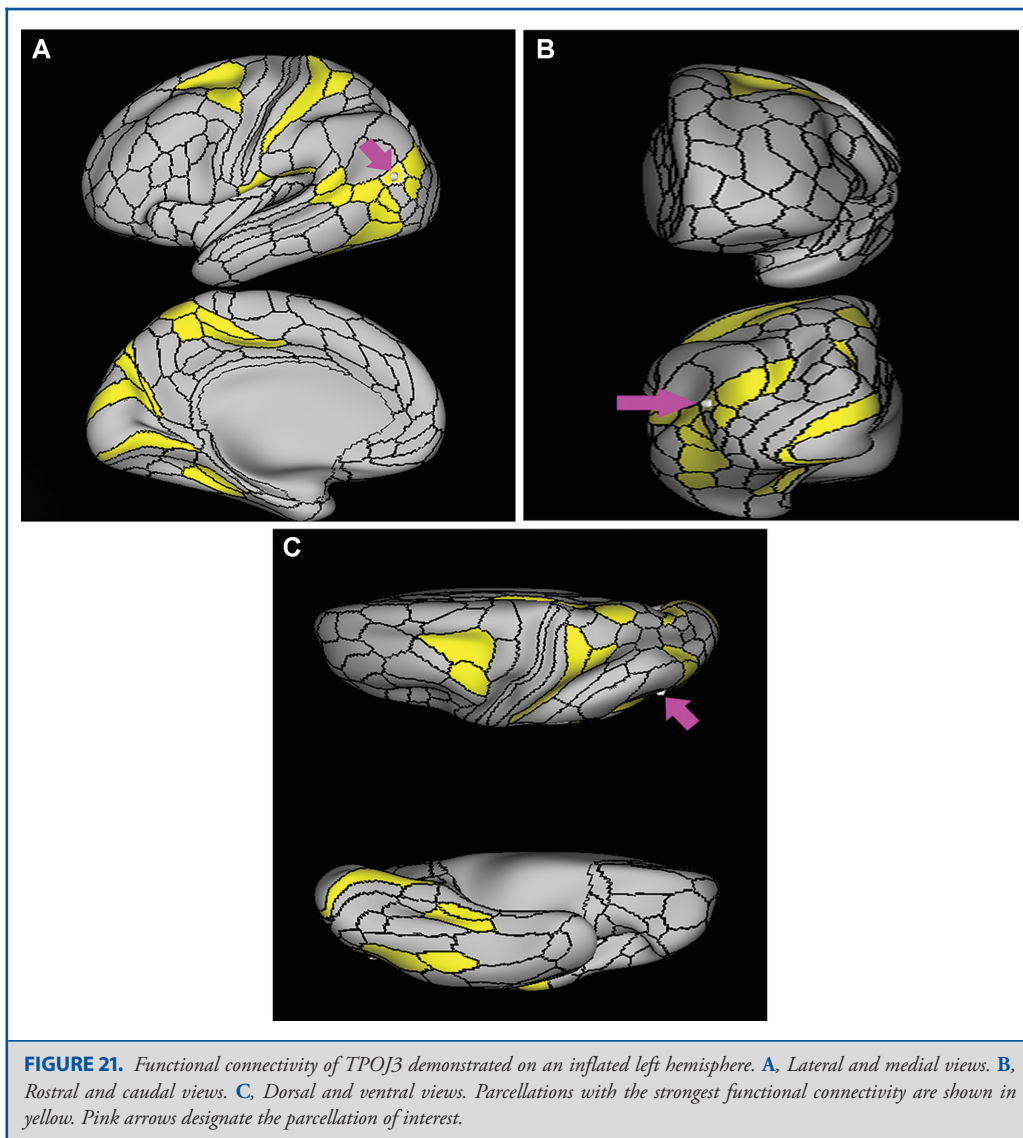 A
B
C
FIGURE 21. Functional connectivity of TPOJ3 demonstrated on an inflated left hemisphere. A, Lateral and medial views. B,
Rostral and caudal views. C, Dorsal and ventral views. Parcellations with the strongest functional connectivity are shown in
yellow. Pink arrows designate the parcellation of interest.